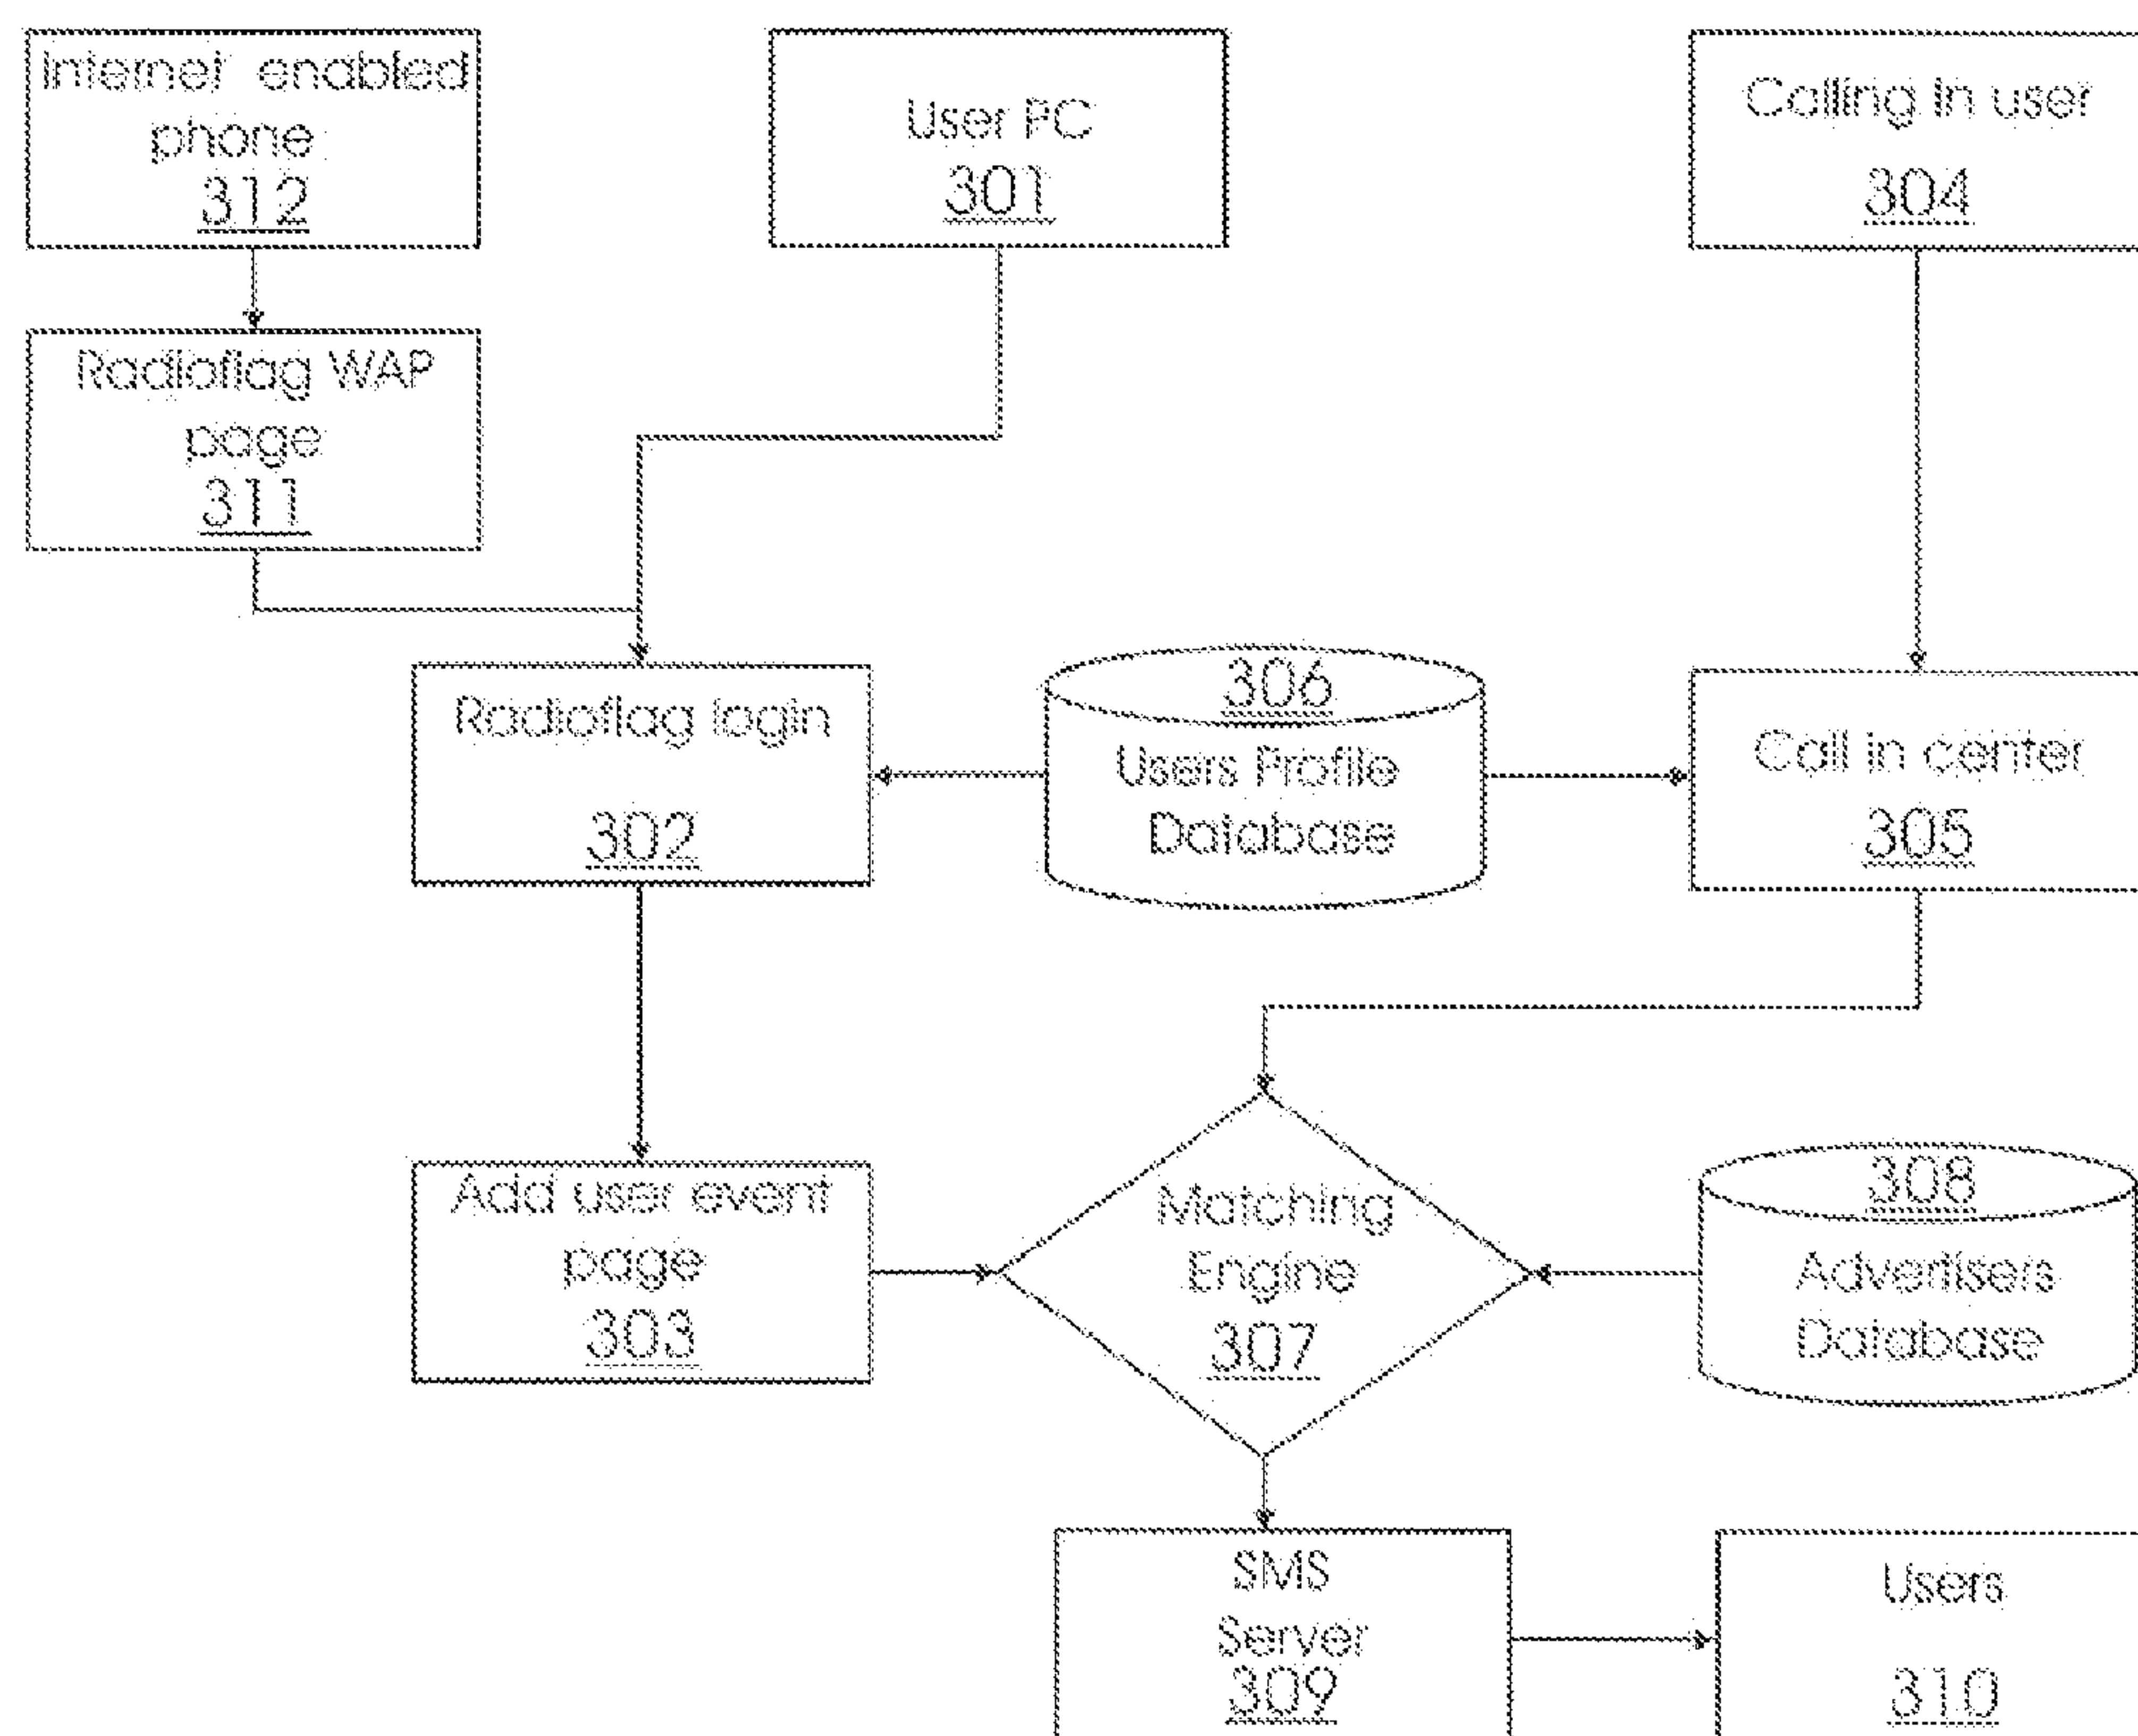 Internet enabled
phone
312
User PC
301
Calling in user
304
Radioflag WAP
page
311
Radioflag login
302
306
Users Profile
Database
Call in center
305
Add user event
page
303
Matching
Engine
307
308
Advertisers
Database
SMS
Server
309
Users
310